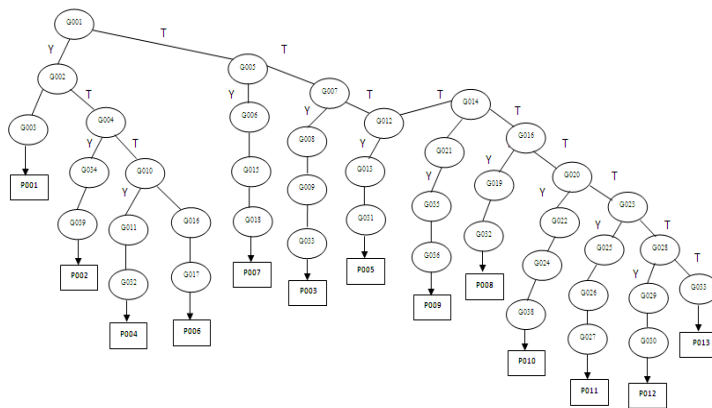 G001
T
Y
T
G005
G002
G007
T
T
G014
T
Y
Y
G003
G004
G006
G012
G016
T
Y
T
G008
Y
G021
Y
G020
T
P001
G034
G010
G015
G009
G013
Y
G019
Y
G023
T
Y
G035
G022
Y
G039
G011
G016
G018
G033
G031
G036
G032
G025
G028
T
P002
G032
G017
P007
P003
P005
P009
P008
G024
Y
G026
G029
G033
P004
P006
G038
G027
G030
P013
P010
P011
P012